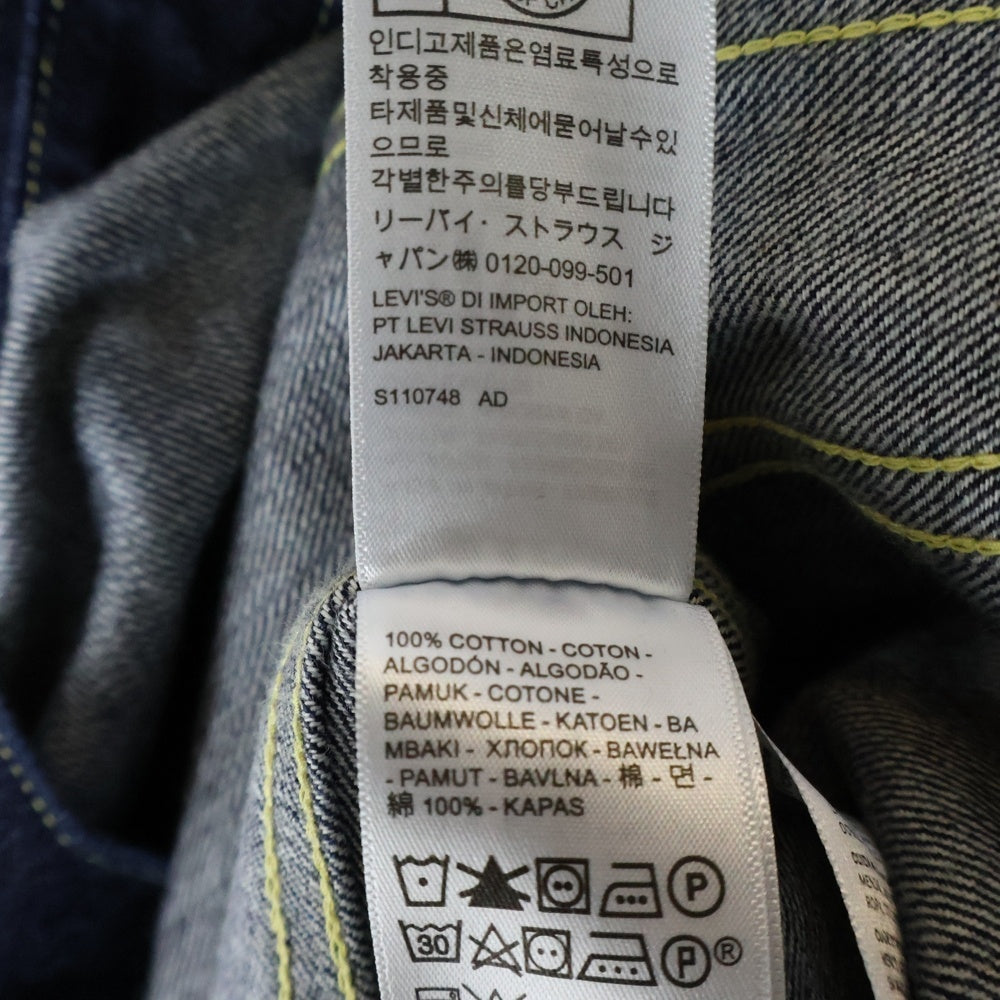 인디고제품은염료특성으로
착용중
타제품및신체에묻어날수있
으므로
각별한주의를당부드립니다
リーバイ・ストラウス ジ
ャパン㈱ 0120-099-501
LEVI'S® DI IMPORT OLEH:
PT LEVI STRAUSS INDONESIA
JAKARTA - INDONESIA
S110748 AD
100% COTTON - COTON -
ALGODÓN - ALGODÃO -
PAMUK - COTONE -
BAUMWOLLE - KATOEN - BA
MBAKI - ХЛОПОК - BAWEŁNA
- PAMUT - BAVLNA - 棉 - 면 -
綿 100% - KAPAS
P
30
P ®